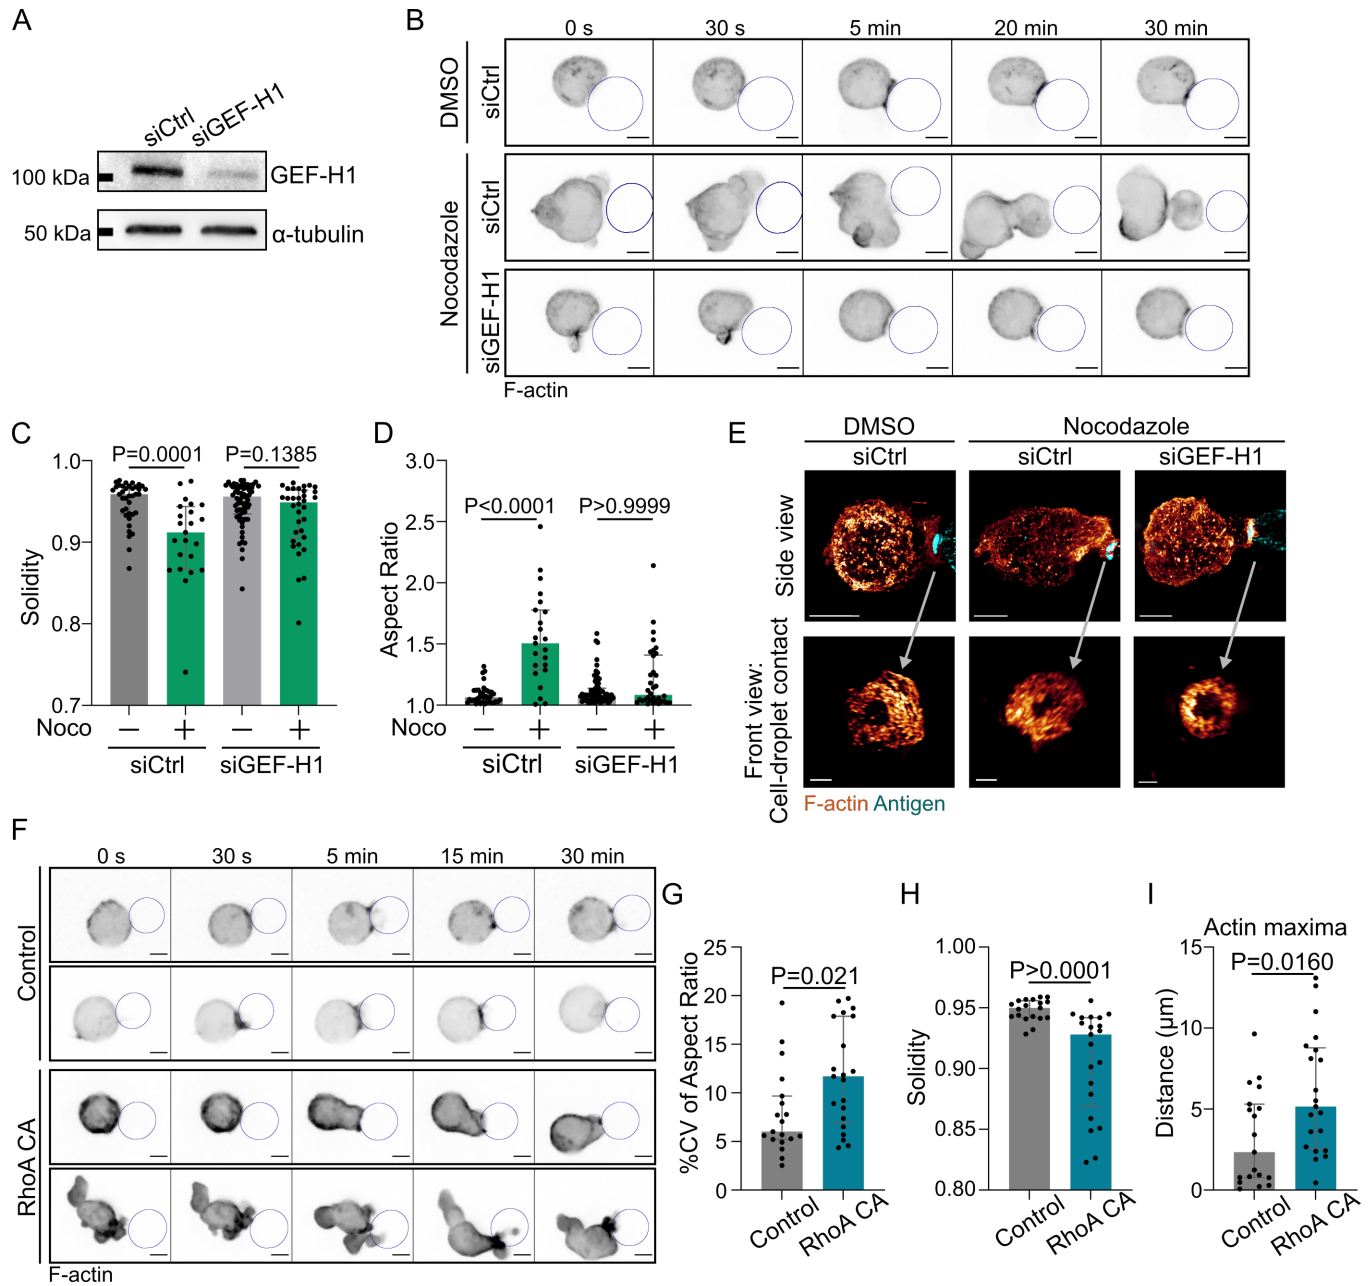 A
siCtrl
siGEF-H1
100 kDa
GEF-H1
50 kDa
α-tubulin
B
0 s
30 s
5 min
20 min
30 min
DMSO
siCtrl
Nocodazole
siCtrl
siGEF-H1
F-actin
C
P=0.0001
P=0.1385
Solidity
1.0
0.9
0.8
0.7
Noco
− + − +
siCtrl
siGEF-H1
D
P<0.0001
P>0.9999
Aspect Ratio
3.0
2.5
2.0
1.5
1.0
Noco
− + − +
siCtrl
siGEF-H1
E
DMSO
Nocodazole
siCtrl
siCtrl
siGEF-H1
Side view
Front view:
Cell-droplet contact
F-actin Antigen
F
0 s
30 s
5 min
15 min
30 min
Control
RhoA CA
F-actin
G
P=0.021
%CV of Aspect Ratio
25
20
15
10
5
0
Control
RhoA CA
H
P>0.0001
Solidity
1.00
0.95
0.90
0.85
0.80
Control
RhoA CA
I
Actin maxima
P=0.0160
Distance (μm)
15
10
5
0
Control
RhoA CA